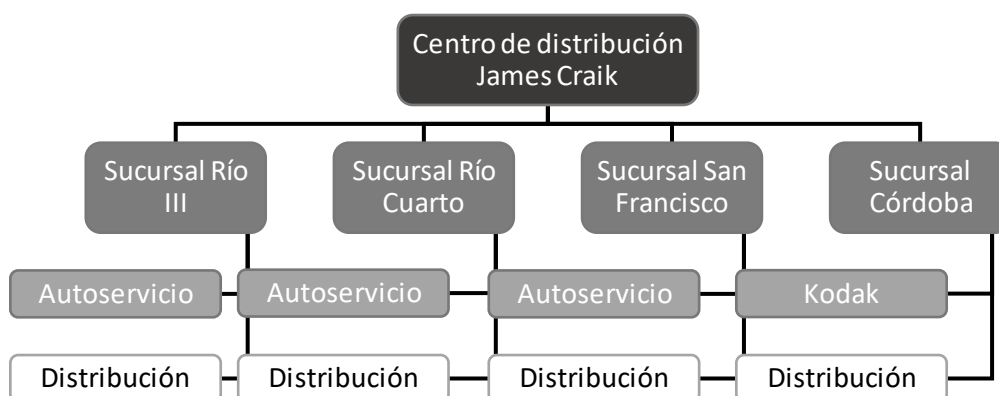 Centro de distribución
James Craik
Sucursal Río
III
Sucursal Río
Cuarto
Sucursal San
Francisco
Sucursal
Córdoba
Autoservicio
Autoservicio
Autoservicio
Kodak
Distribución
Distribución
Distribución
Distribución